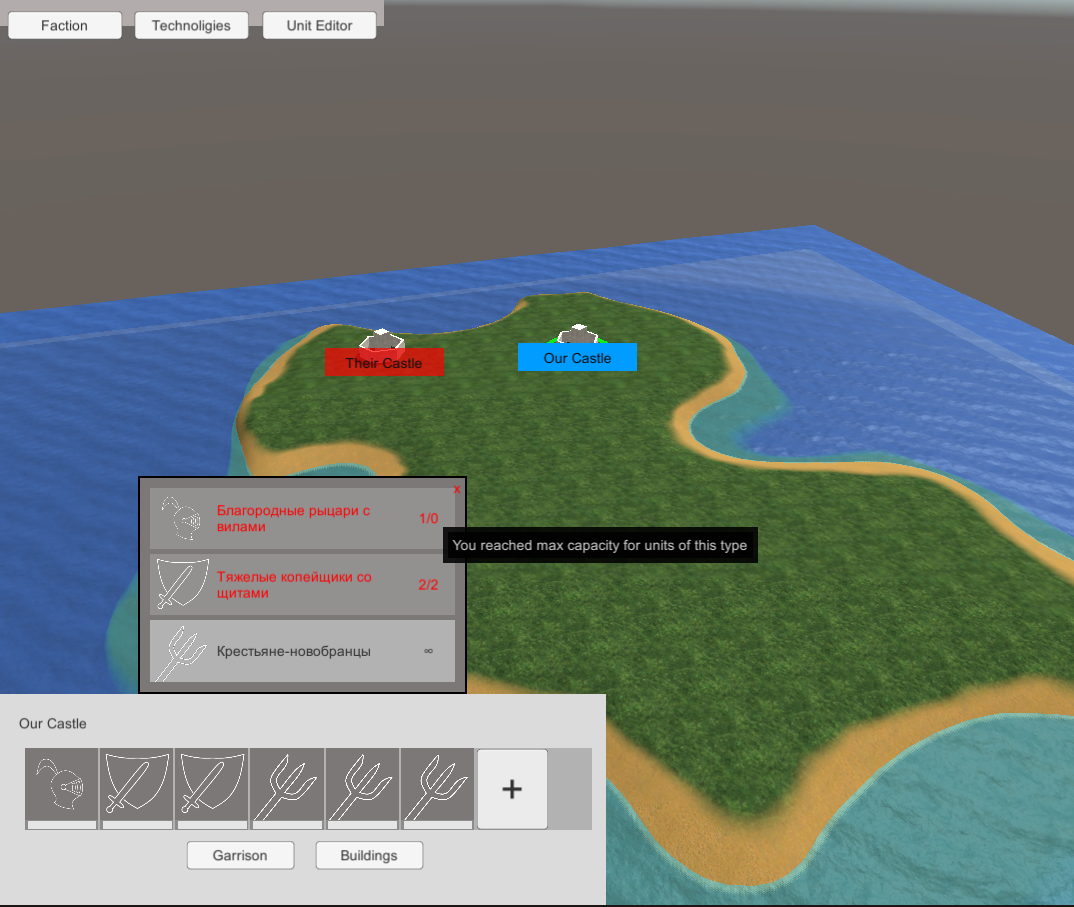 Faction
Technoligies
Unit Editor
Their Castle
Our Castle
x
Благородные рыцари с
вилами
1/0
You reached max capacity for units of this type
Тяжелые копейщики со
щитами
2/2
Крестьяне-новобранцы
∞
Our Castle
+
Garrison
Buildings